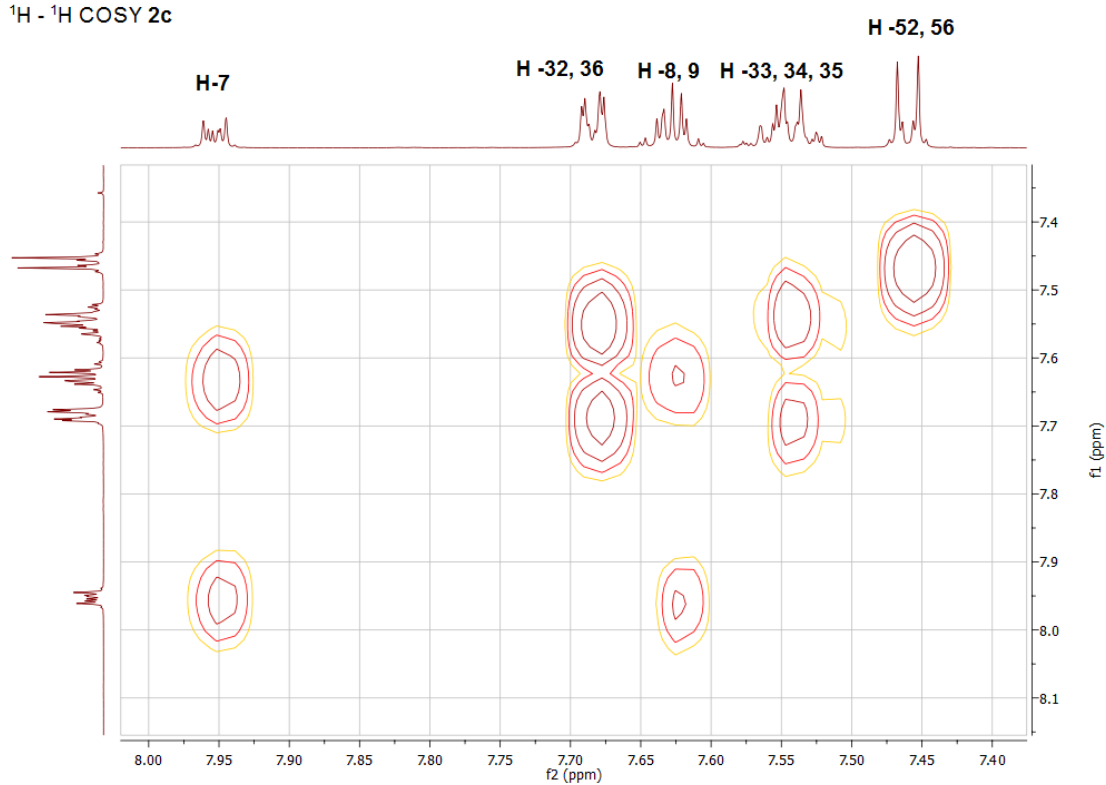 ¹H - ¹H COSY 2c
H -52, 56
H-7
H -32, 36
H -8, 9
H -33, 34, 35
7.4
7.5
7.6
7.7
7.8
7.9
8.0
8.1
f1 (ppm)
8.00
7.95
7.90
7.85
7.80
7.75
7.70
7.65
7.60
7.55
7.50
7.45
7.40
f2 (ppm)